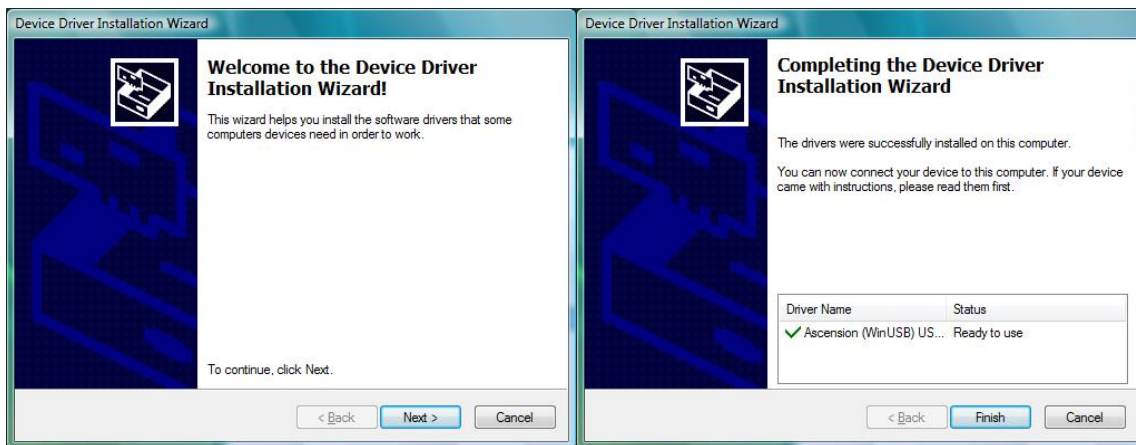 Device Driver Installation Wizard
Welcome to the Device Driver
Installation Wizard!
This wizard helps you install the software drivers that some
computers devices need in order to work.
To continue, click Next.
< Back
Next >
Cancel
Device Driver Installation Wizard
Completing the Device Driver
Installation Wizard
The drivers were successfully installed on this computer.
You can now connect your device to this computer. If your device
came with instructions, please read them first.
Driver Name Status
Ascension (WinUSB) US... Ready to use
< Back
Finish
Cancel